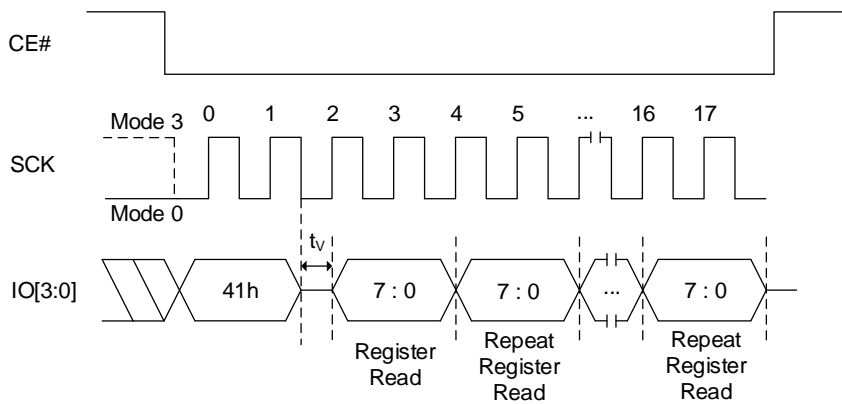 CE#
0 1 2 3 4 5 ... 16 17
Mode 3
SCK
Mode 0
tV
IO[3:0]
41h 7 : 0 7 : 0 ... 7 : 0
Register
Read
Repeat
Register
Read
Repeat
Register
Read